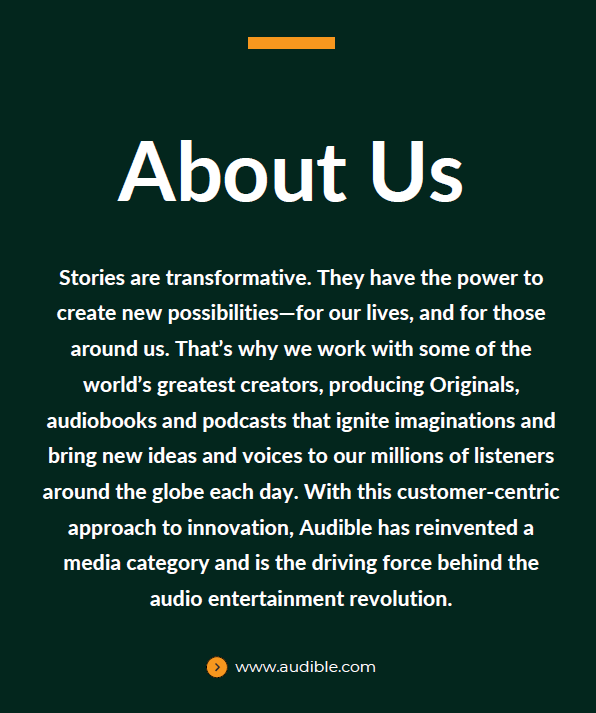 About Us
Stories are transformative. They have the power to
create new possibilities—for our lives, and for those
around us. That's why we work with some of the
world's greatest creators, producing Originals,
audiobooks and podcasts that ignite imaginations and
bring new ideas and voices to our millions of listeners
around the globe each day. With this customer-centric
approach to innovation, Audible has reinvented a
media category and is the driving force behind the
audio entertainment revolution.
www.audible.com